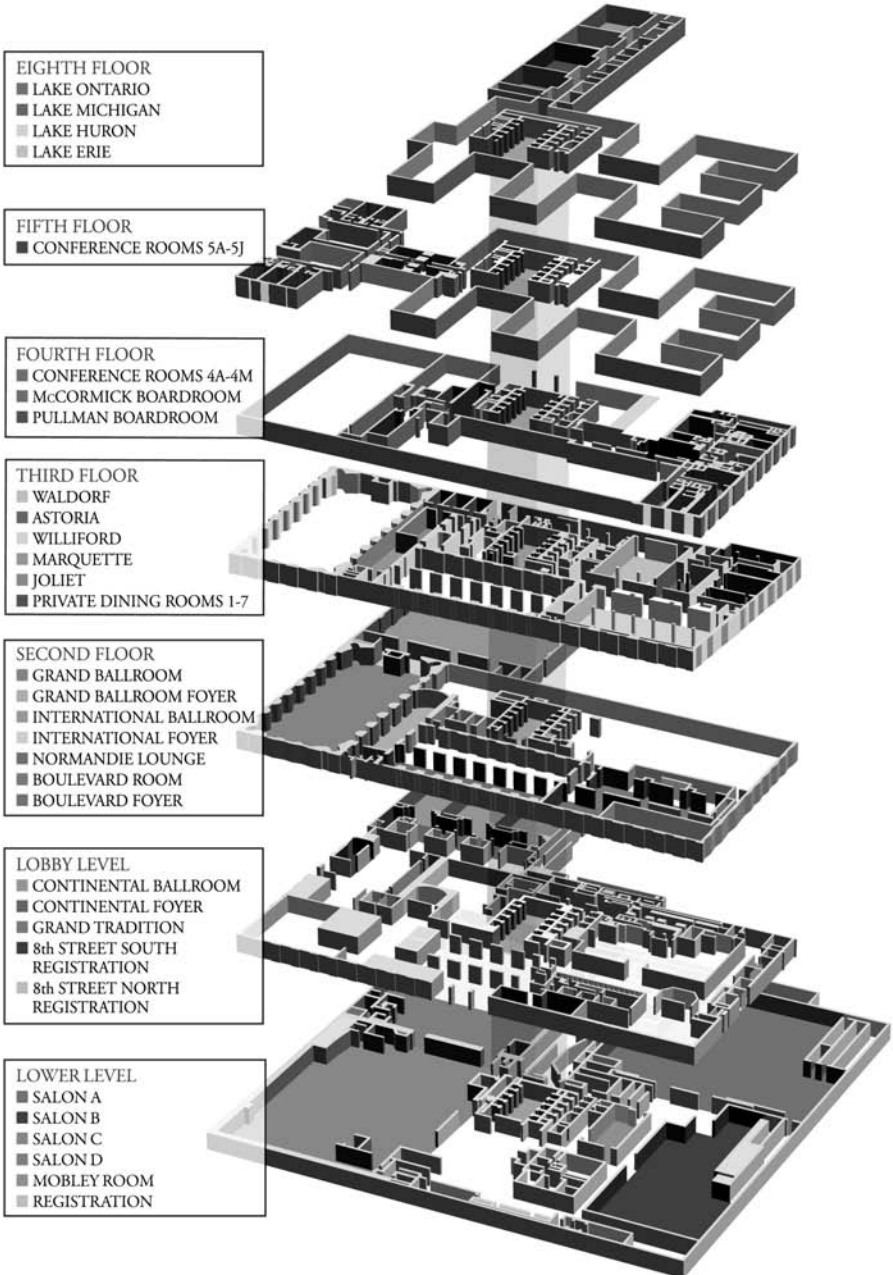 EIGHTH FLOOR
LAKE ONTARIO
LAKE MICHIGAN
LAKE HURON
LAKE ERIE
FIFTH FLOOR
CONFERENCE ROOMS 5A-5J
FOURTH FLOOR
CONFERENCE ROOMS 4A-4M
McCORMICK BOARDROOM
PULLMAN BOARDROOM
THIRD FLOOR
WALDORF
ASTORIA
WILLIFORD
MARQUETTE
JOLIET
PRIVATE DINING ROOMS 1-7
SECOND FLOOR
GRAND BALLROOM
GRAND BALLROOM FOYER
INTERNATIONAL BALLROOM
INTERNATIONAL FOYER
NORMANDIE LOUNGE
BOULEVARD ROOM
BOULEVARD FOYER
LOBBY LEVEL
CONTINENTAL BALLROOM
CONTINENTAL FOYER
GRAND TRADITION
8th STREET SOUTH
REGISTRATION
8th STREET NORTH
REGISTRATION
LOWER LEVEL
SALON A
SALON B
SALON C
SALON D
MOBLEY ROOM
REGISTRATION